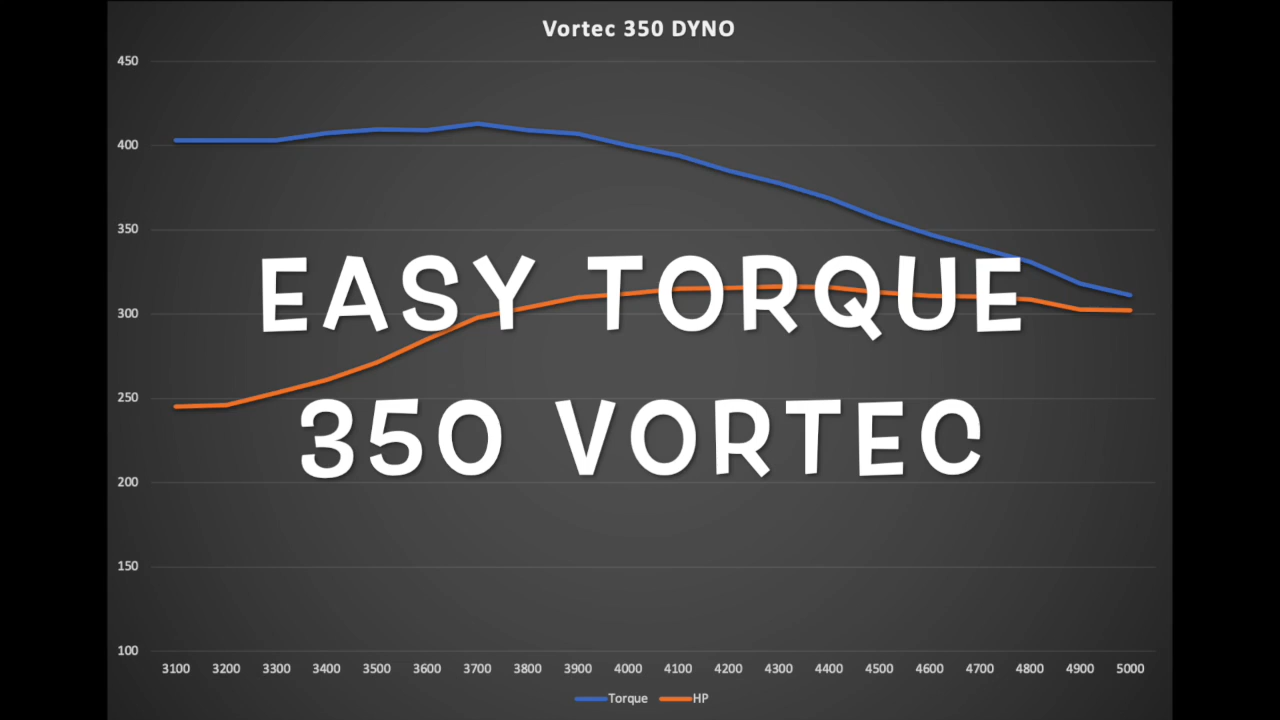 Vortec 350 DYNO
450
400
350
300
250
200
150
100
EASY TORQUE
350 VORTEC
3100 3200 3300 3400 3500 3600 3700 3800 3900 4000 4100 4200 4300 4400 4500 4600 4700 4800 4900 5000
Torque HP